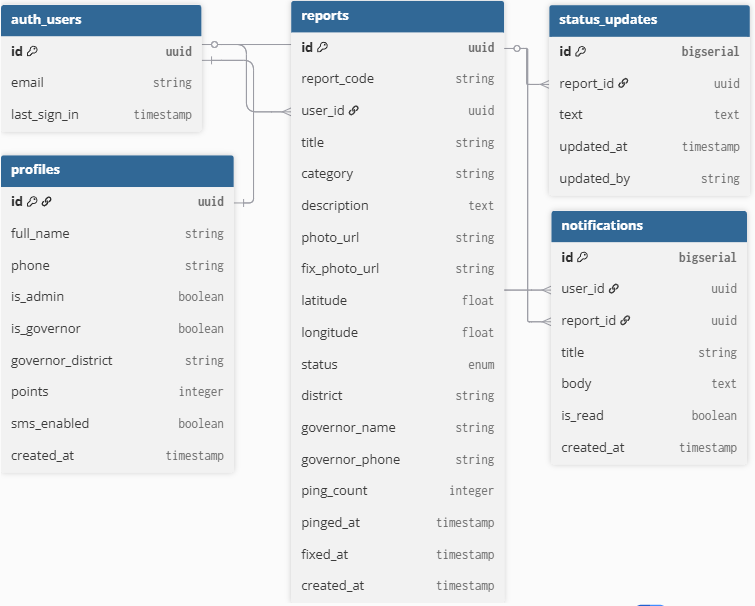 auth_users
id uuid
email string
last_sign_in timestamp
profiles
id uuid
full_name string
phone string
is_admin boolean
is_governor boolean
governor_district string
points integer
sms_enabled boolean
created_at timestamp
reports
id uuid
report_code string
user_id uuid
title string
category string
description text
photo_url string
fix_photo_url string
latitude float
longitude float
status enum
district string
governor_name string
governor_phone string
ping_count integer
pinged_at timestamp
fixed_at timestamp
created_at timestamp
status_updates
id bigserial
report_id uuid
text text
updated_at timestamp
updated_by string
notifications
id bigserial
user_id uuid
report_id uuid
title string
body text
is_read boolean
created_at timestamp